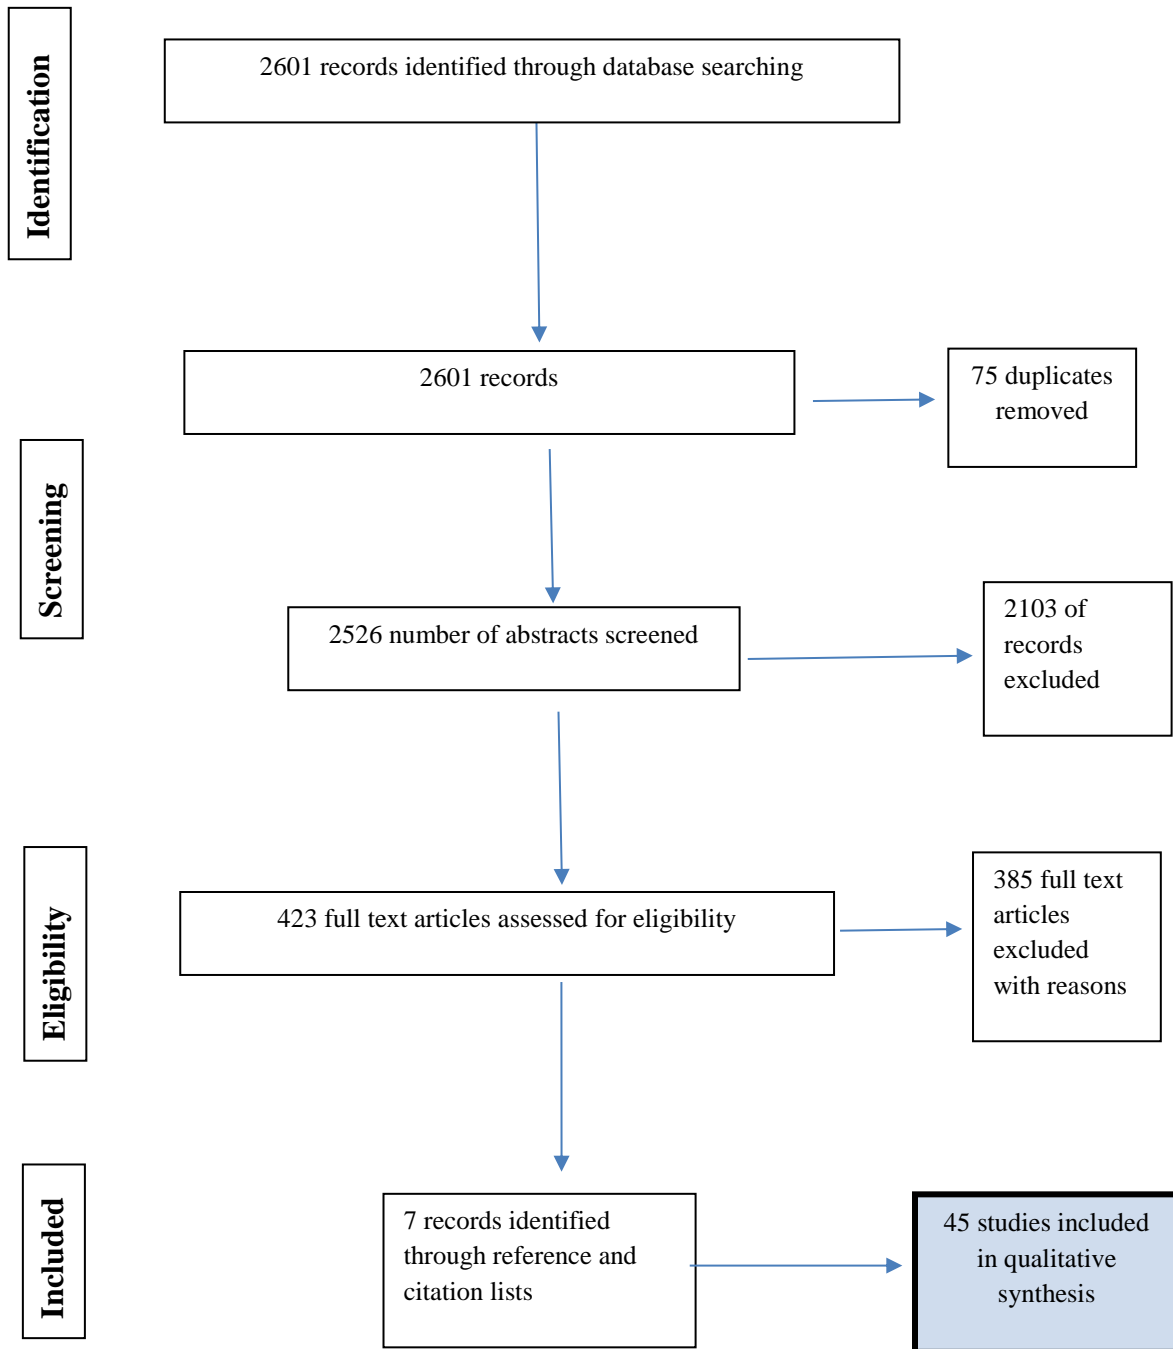 Identification
2601 records identified through database searching
2601 records
75 duplicates
removed
Screening
2526 number of abstracts screened
2103 of
records
excluded
Eligibility
423 full text articles assessed for eligibility
385 full text
articles
excluded
with reasons
Included
7 records identified
through reference and
citation lists
45 studies included
in qualitative
synthesis